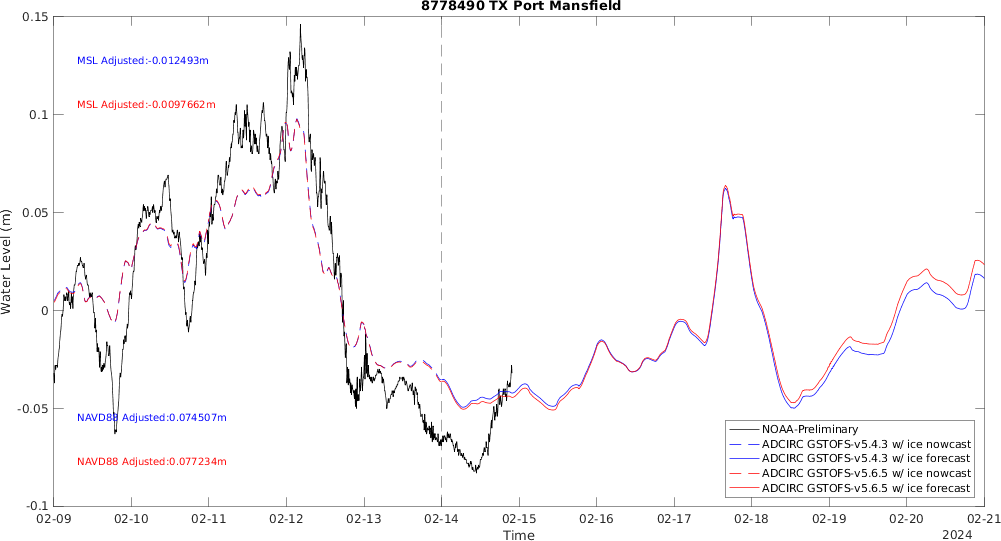 8778490 TX Port Mansfield
0.15
MSL Adjusted:-0.012493m
MSL Adjusted:-0.0097662m
0.1
0.05
Water Level (m)
0
-0.05
NAVD88 Adjusted:0.074507m
NAVD88 Adjusted:0.077234m
-0.1
NOAA-Preliminary
ADCIRC GSTOFS-v5.4.3 w/ ice nowcast
ADCIRC GSTOFS-v5.4.3 w/ ice forecast
ADCIRC GSTOFS-v5.6.5 w/ ice nowcast
ADCIRC GSTOFS-v5.6.5 w/ ice forecast
02-09 02-10 02-11 02-12 02-13 02-14 02-15 02-16 02-17 02-18 02-19 02-20 02-21
Time
2024